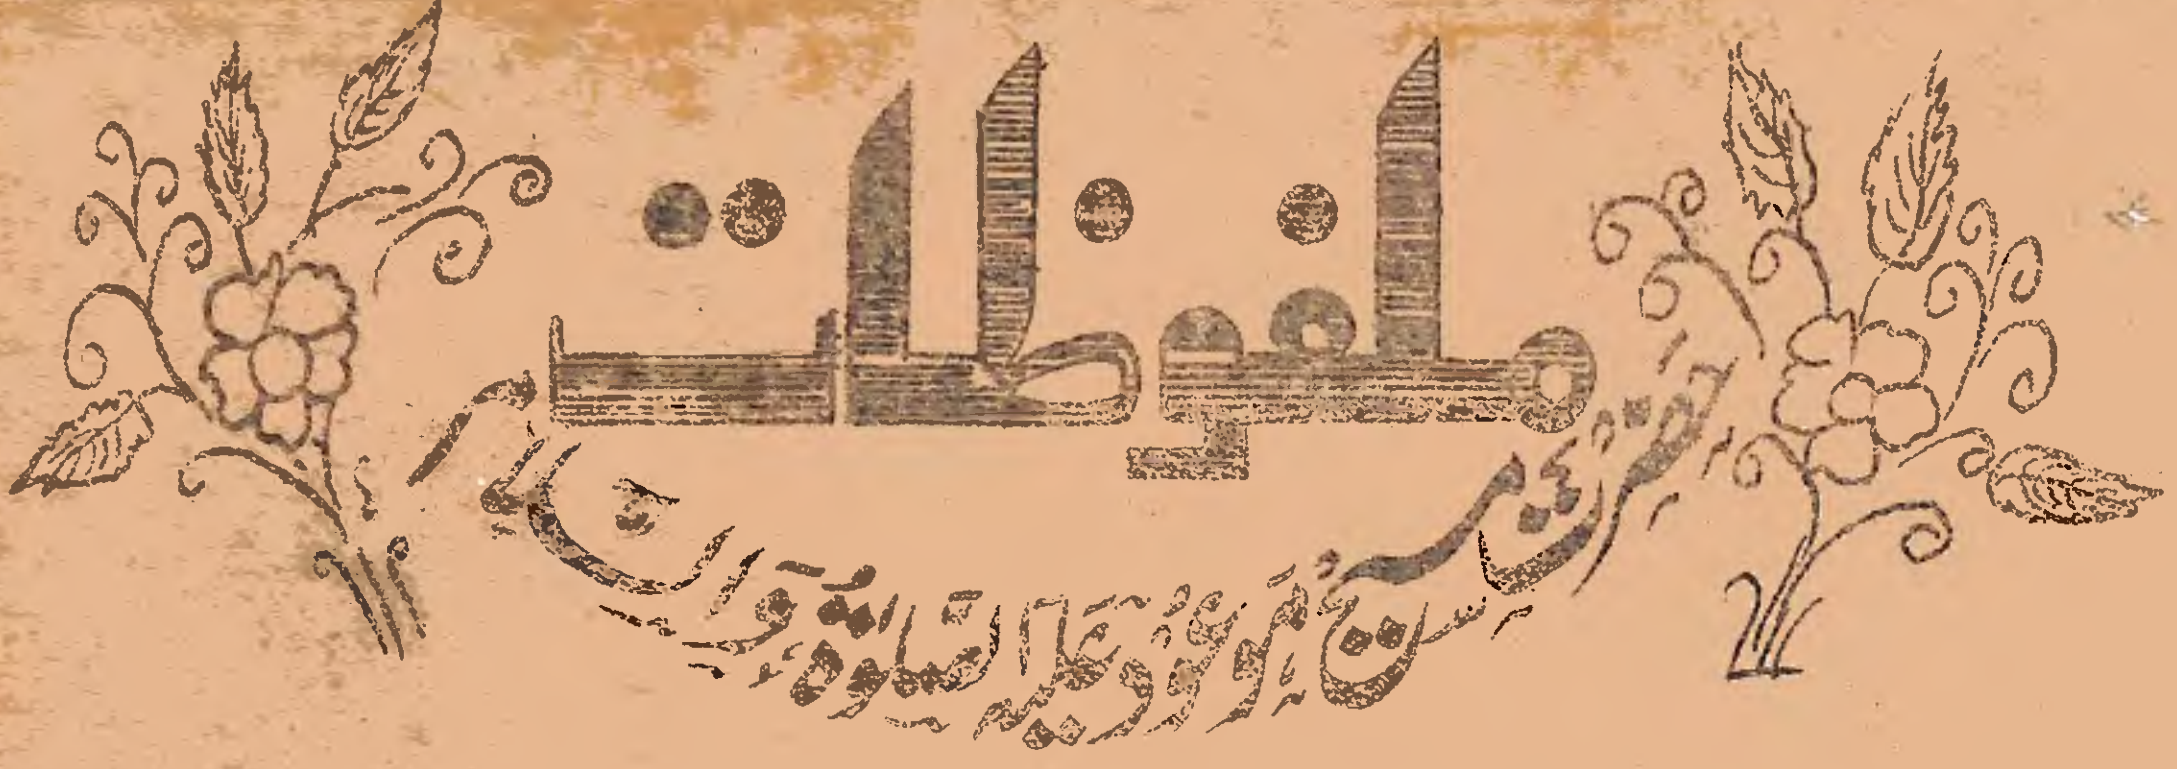 ملفوظات
حضرت مسیح موعود علیہ الصلوٰۃ والسلام